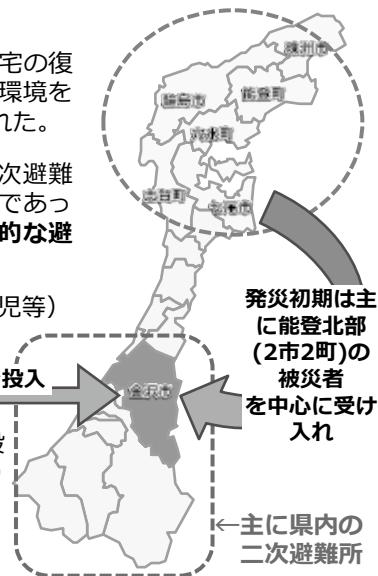 宅の復
環境を
れた。
次避難
であっ
的な避
児等)
投入
珠洲市
輪島市
能登町
穴水町
志賀町
七尾市
金沢市
発災初期は主
に能登北部
(2市2町)の
被災者
を中心に受け
入れ
←主に県内の
二次避難所